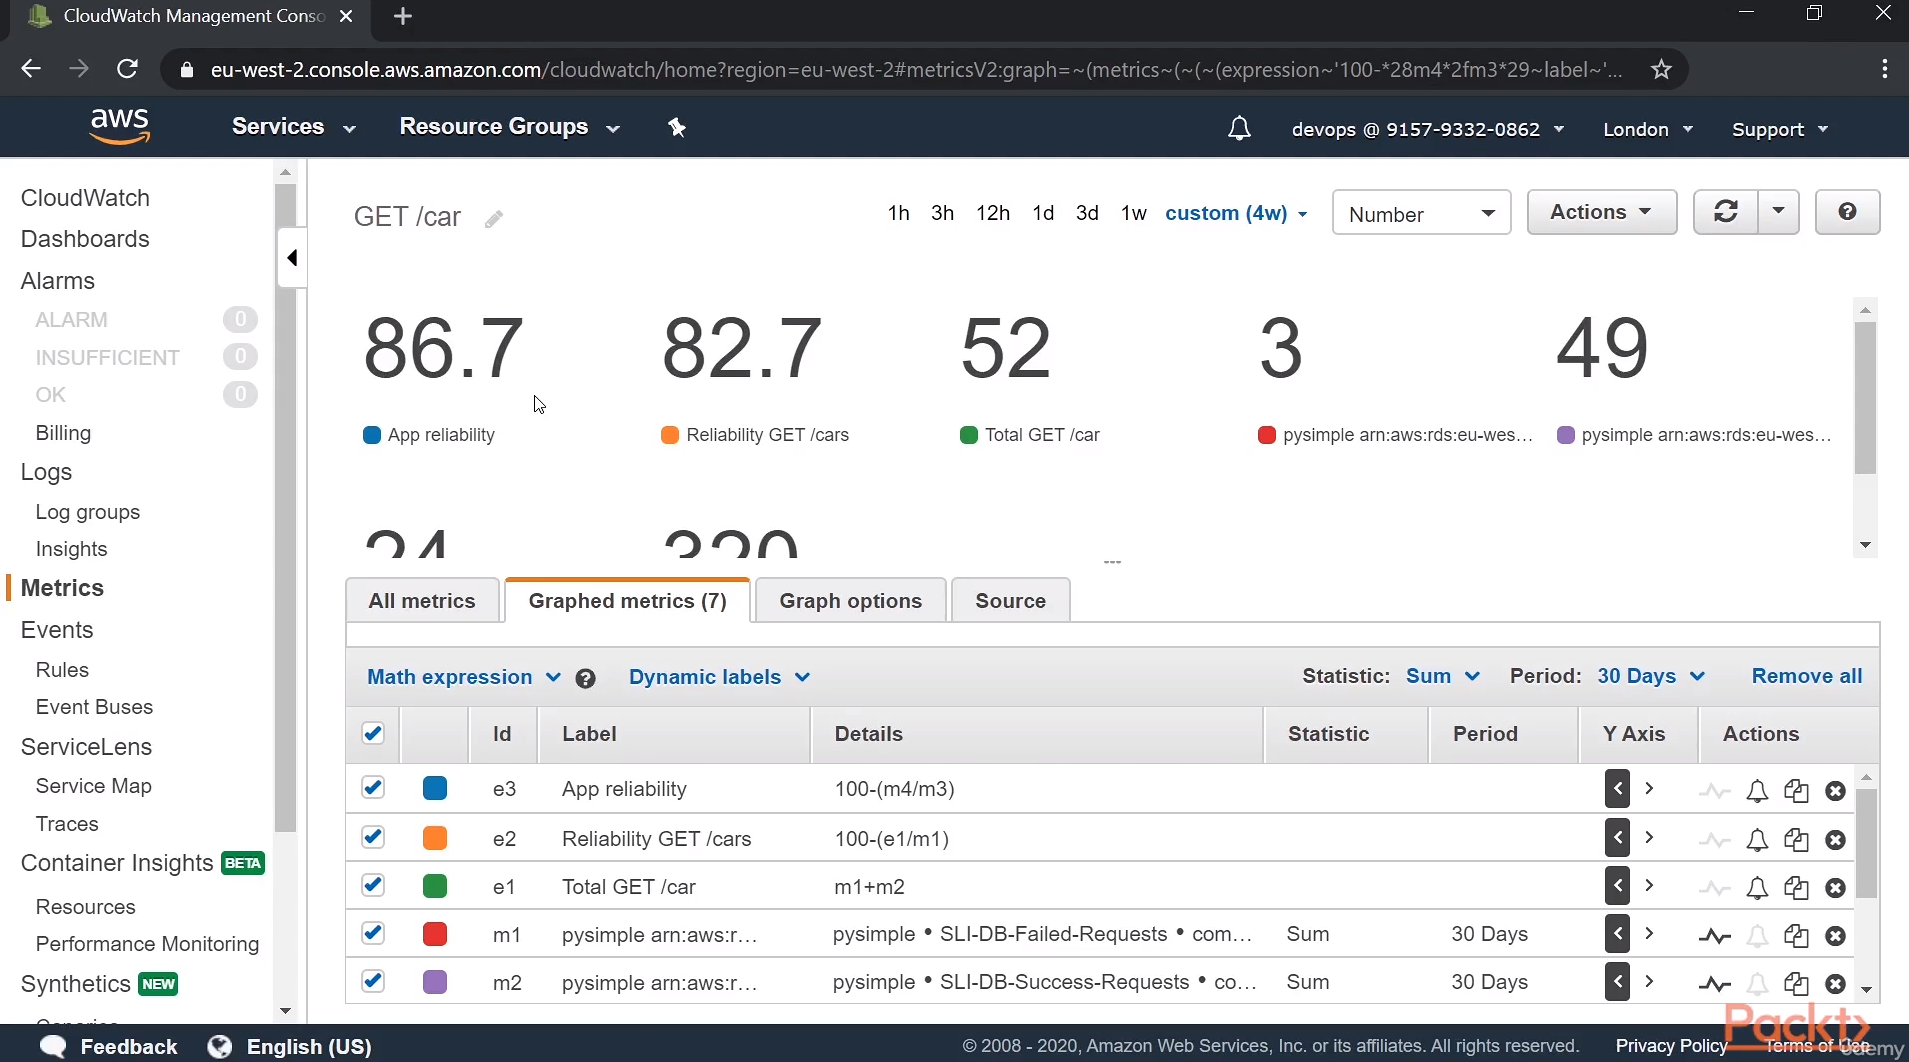 CloudWatch Management Conso
eu-west-2.console.aws.amazon.com/cloudwatch/home?region=eu-west-2#metricsV2:graph=~(metrics~(~(~(expression~'100-*28m4*2fm3*29~label~'...
aws Services Resource Groups devops @ 9157-9332-0862 London Support
CloudWatch
Dashboards
Alarms
ALARM 0
INSUFFICIENT 0
OK 0
Billing
Logs
Log groups
Insights
Metrics
Events
Rules
Event Buses
ServiceLens
Service Map
Traces
Container Insights BETA
Resources
Performance Monitoring
Synthetics NEW
GET /car 1h 3h 12h 1d 3d 1w custom (4w) Number Actions
86.7 82.7 52 3 49
App reliability Reliability GET /cars Total GET /car pysimple arn:aws:rds:eu-wes... pysimple arn:aws:rds:eu-wes...
All metrics Graphed metrics (7) Graph options Source
Math expression Dynamic labels Statistic: Sum Period: 30 Days Remove all
Id Label Details Statistic Period Y Axis Actions
e3 App reliability 100-(m4/m3)
e2 Reliability GET /cars 100-(e1/m1)
e1 Total GET /car m1+m2
m1 pysimple arn:aws:r... pysimple • SLI-DB-Failed-Requests • com... Sum 30 Days
m2 pysimple arn:aws:r... pysimple • SLI-DB-Success-Requests • co... Sum 30 Days
Packt
Feedback English (US) © 2008 - 2020, Amazon Web Services, Inc. or its affiliates. All rights reserved. Privacy Policy Terms of Use
udemy